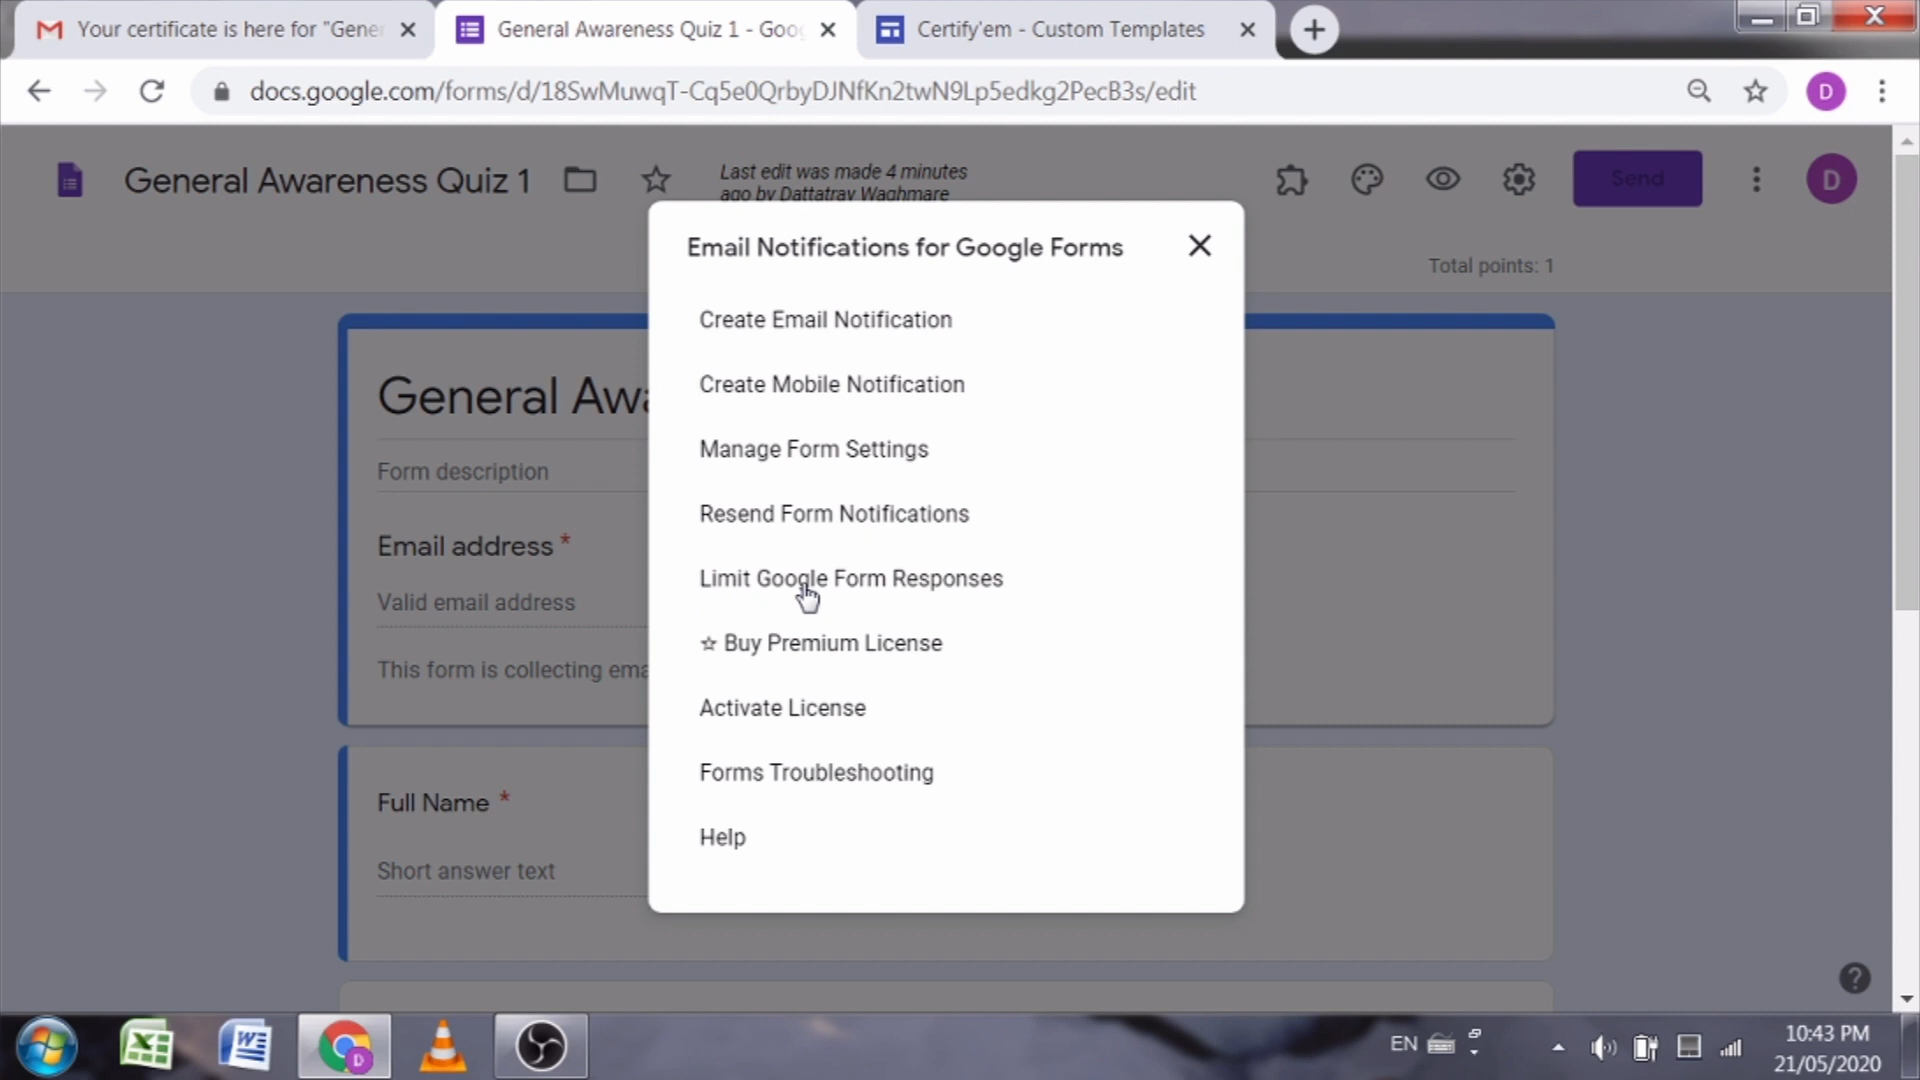 Your certificate is here for "Gener
General Awareness Quiz 1 - Goog
Certify'em - Custom Templates
docs.google.com/forms/d/18SwMuwqT-Cq5e0QrbyDJNfKn2twN9Lp5edkg2PecB3s/edit
D
General Awareness Quiz 1
Last edit was made 4 minutes
ago by Dattatray Waghmare
Send
D
Total points: 1
Email Notifications for Google Forms
Create Email Notification
Create Mobile Notification
Manage Form Settings
Resend Form Notifications
Limit Google Form Responses
☆ Buy Premium License
Activate License
Forms Troubleshooting
Help
General Awa
Form description
Email address *
Valid email address
This form is collecting ema
Full Name *
Short answer text
EN
10:43 PM
21/05/2020